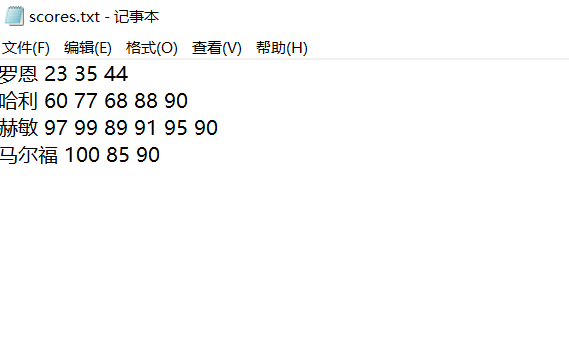 scores.txt - 记事本
文件(F) 编辑(E) 格式(O) 查看(V) 帮助(H)
罗恩 23 35 44
哈利 60 77 68 88 90
赫敏 97 99 89 91 95 90
马尔福 100 85 90